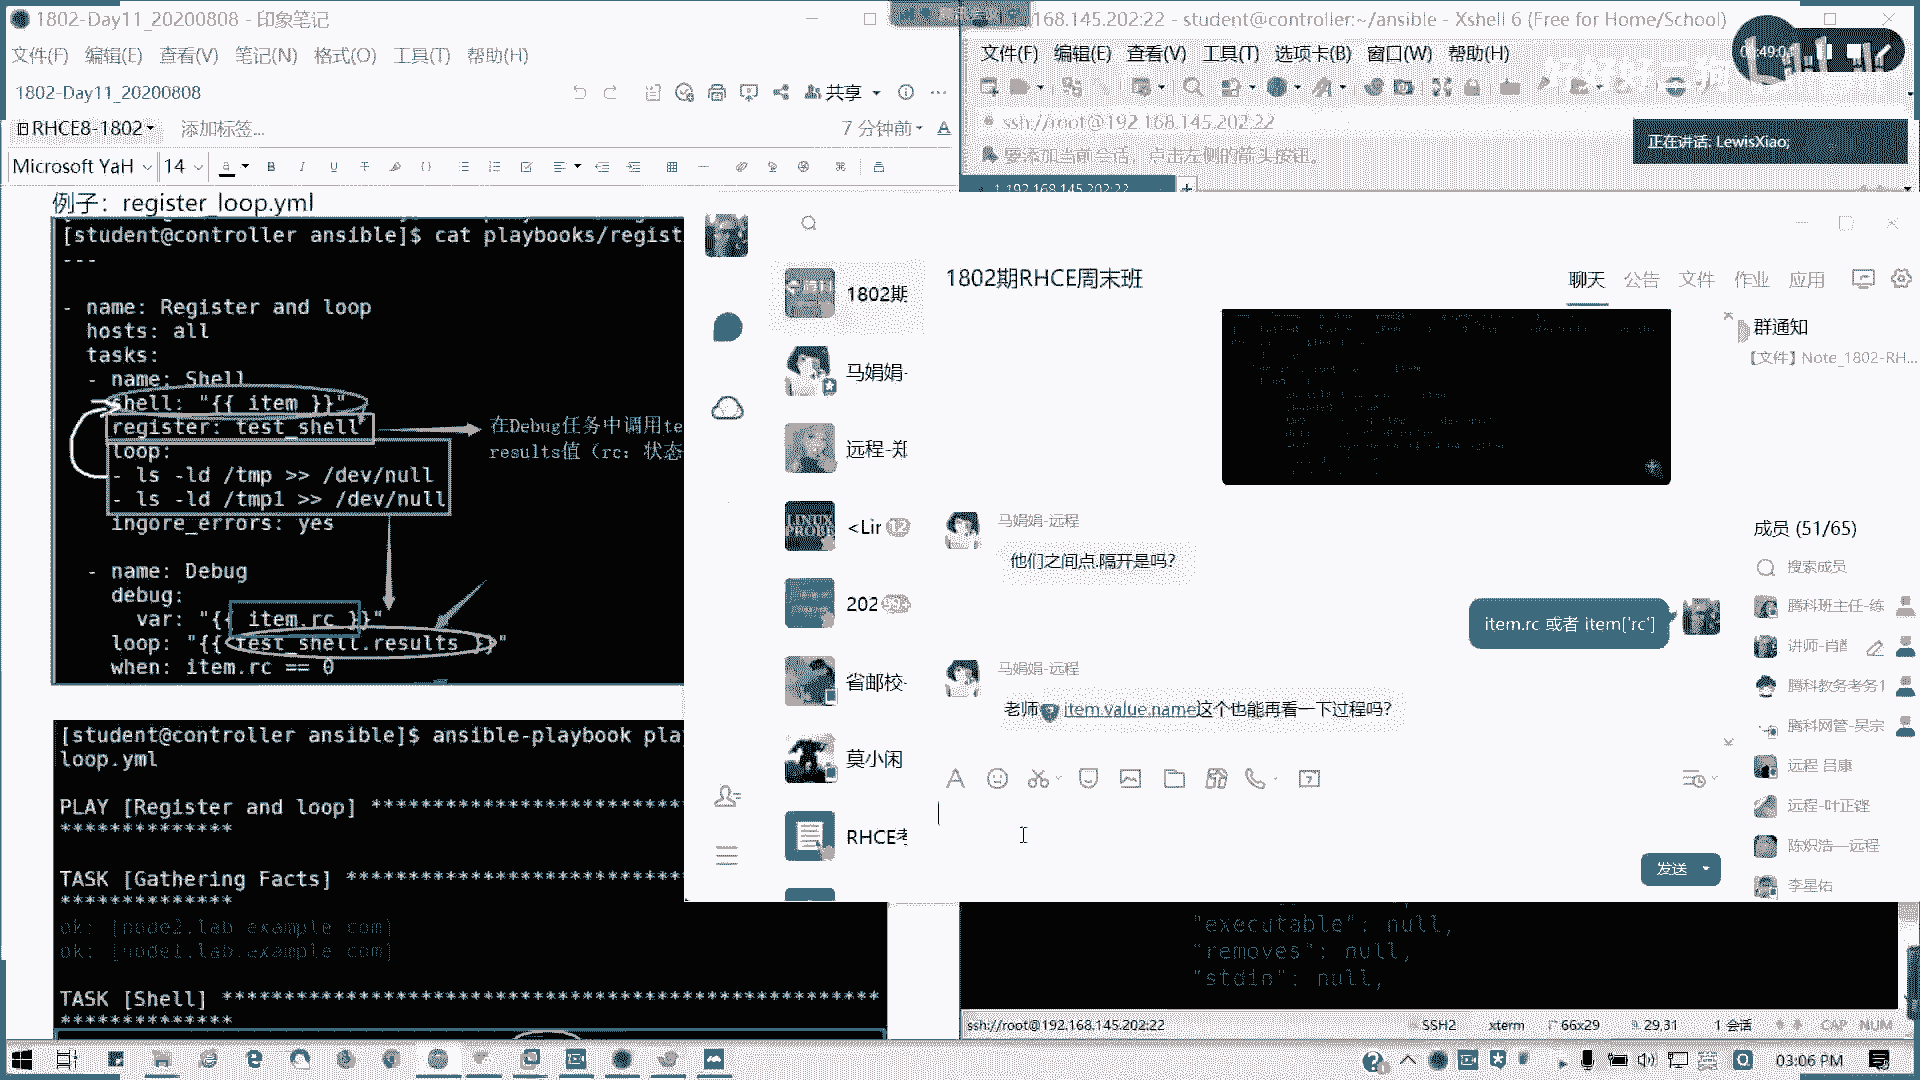 1802-Day11_20200808 - 印象笔记
文件(F) 编辑(E) 查看(V) 笔记(N) 格式(O) 工具(T) 帮助(H)
1802-Day11_20200808
共享
RHCE8-1802
添加标签...
7 分钟前
Microsoft YaH
14
例子：register_loop.yml
[student@controller ansible]$ cat playbooks/regist
---
- name: Register and loop
hosts: all
tasks:
- name: Shell
shell: "{{ item }}"
register: test_shell
loop:
- ls -ld /tmp >> /dev/null
- ls -ld /tmp1 >> /dev/null
ingore_errors: yes
- name: Debug
debug:
var: "{{ item.rc }}"
loop: "{{ test_shell.results }}"
when: item.rc == 0
在Debug任务中调用te
results值（rc：状态
[student@controller ansible]$ ansible-playbook pla
loop.yml
PLAY [Register and loop] ****************************
**************
TASK [Gathering Facts] ****************************
**************
ok: [node2.lab.example.com]
ok: [node1.lab.example.com]
TASK [Shell] *******************************************************
**************
168.145.202:22 - student@controller:~/ansible - Xshell 6 (Free for Home/School)
文件(F) 编辑(E) 查看(V) 工具(T) 选项卡(B) 窗口(W) 帮助(H)
ssh://root@192.168.145.202:22
要添加当前会话，点击左侧的箭头按钮。
正在讲话: LewisXiao;
1 192.168.145.202:22
1802期
马娟娟-
远程-郑
<Lir
12
202
99+
省邮校-
莫小闲
RHCE考
1802期RHCE周末班
聊天 公告 文件 作业 应用
马娟娟-远程
他们之间点.隔开是吗?
item.rc 或者 item['rc']
马娟娟-远程
老师 item.value.name这个也能再看一下过程吗?
发送
群通知
【文件】Note_1802-RH...
成员 (51/65)
搜索成员
腾科班主任-练
讲师-肖
腾科教务考务1
腾科网管-吴宗
远程 吕康
远程-叶正铿
陈炽浩—远程
李星佑
"executable": null,
"removes": null,
"stdin": null,
ssh://root@192.168.145.202:22
SSH2
xterm
66x29
29,31
1 会话
CAP NUM
03:06 PM